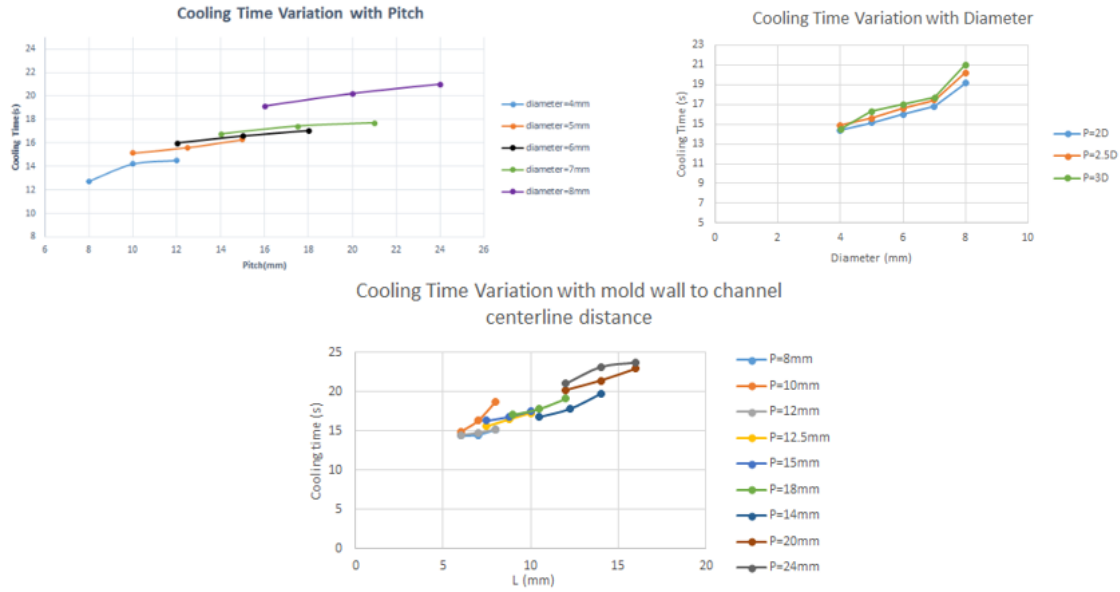 Cooling Time Variation with Pitch
24
22
20
18
16
14
12
10
8
6
8
10
12
14
16
18
20
22
24
26
Cooling Time(s)
Pitch(mm)
diameter=4mm
diameter=5mm
diameter=6mm
diameter=7mm
diameter=8mm
Cooling Time Variation with Diameter
23
21
19
17
15
13
11
9
7
5
0
2
4
6
8
10
Cooling Time (s)
Diameter (mm)
P=2D
P=2.5D
P=3D
Cooling Time Variation with mold wall to channel
centerline distance
25
20
15
10
5
0
0
5
10
15
20
Cooling time (s)
L (mm)
P=8mm
P=10mm
P=12mm
P=12.5mm
P=15mm
P=18mm
P=14mm
P=20mm
P=24mm